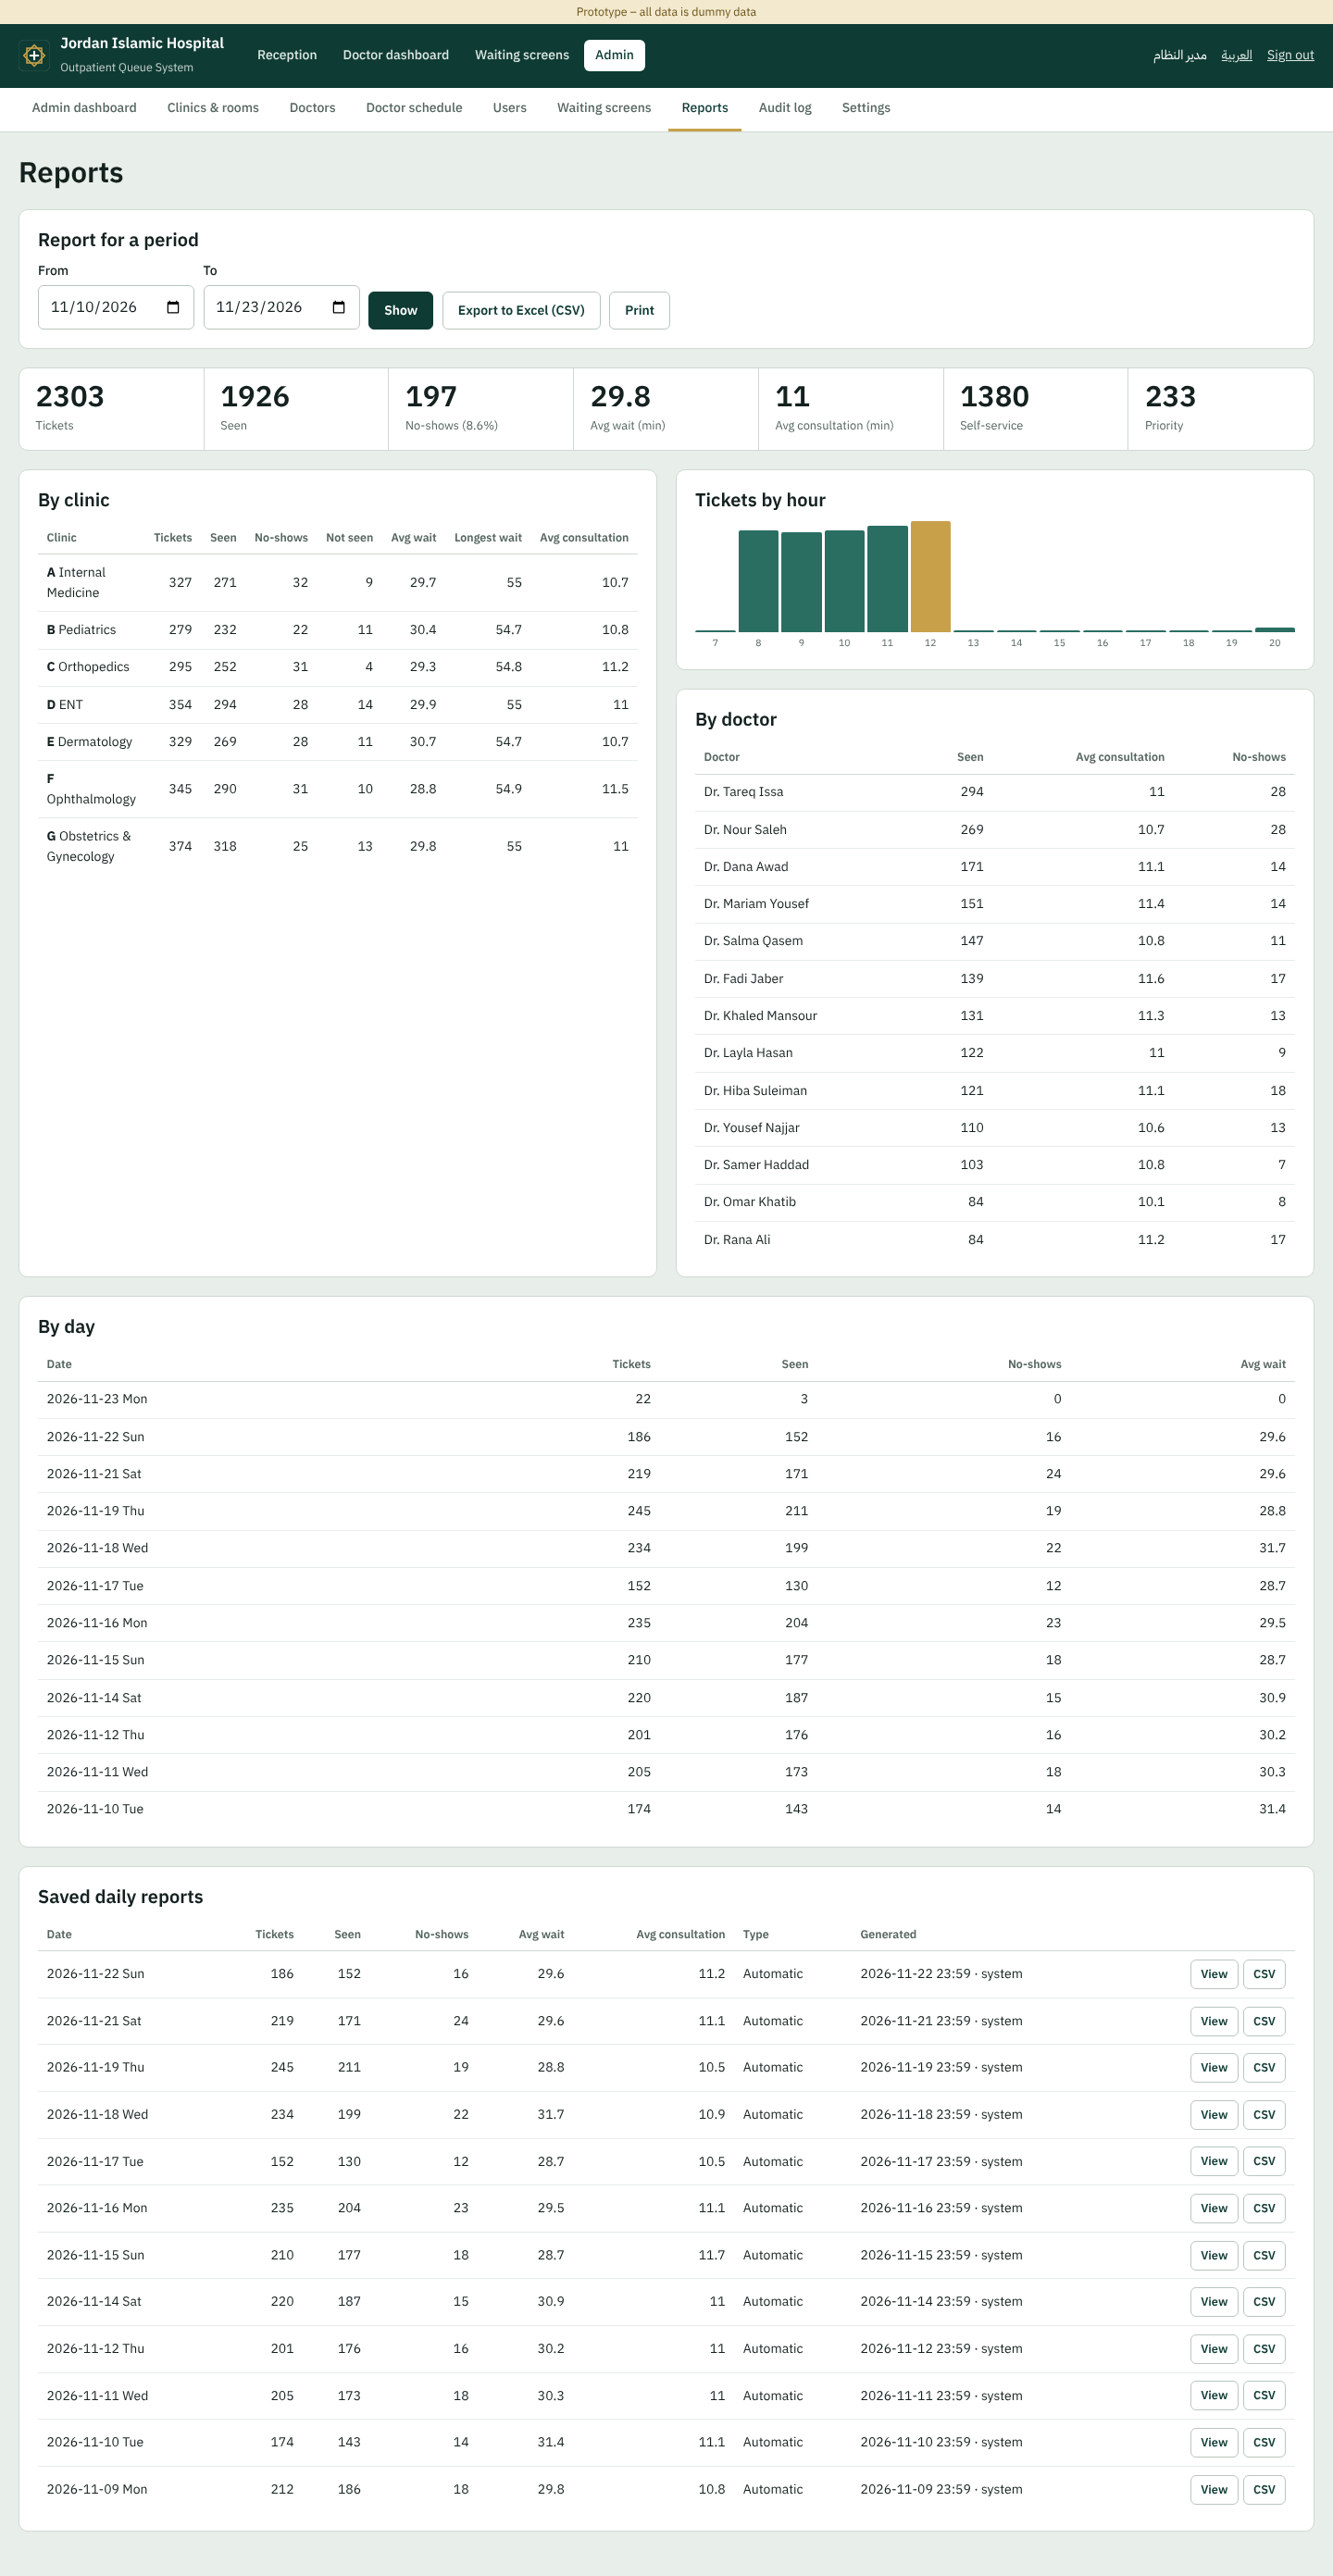 Prototype – all data is dummy data
Jordan Islamic Hospital
Outpatient Queue System
Reception Doctor dashboard Waiting screens Admin
مدير النظام العربية Sign out
Admin dashboard Clinics & rooms Doctors Doctor schedule Users Waiting screens Reports Audit log Settings
Reports
Report for a period
From To
11/10/2026 11/23/2026 Show Export to Excel (CSV) Print
2303 1926 197 29.8 11 1380 233
Tickets Seen No-shows (8.6%) Avg wait (min) Avg consultation (min) Self-service Priority
By clinic
Clinic Tickets Seen No-shows Not seen Avg wait Longest wait Avg consultation
A Internal Medicine 327 271 32 9 29.7 55 10.7
B Pediatrics 279 232 22 11 30.4 54.7 10.8
C Orthopedics 295 252 31 4 29.3 54.8 11.2
D ENT 354 294 28 14 29.9 55 11
E Dermatology 329 269 28 11 30.7 54.7 10.7
F Ophthalmology 345 290 31 10 28.8 54.9 11.5
G Obstetrics & Gynecology 374 318 25 13 29.8 55 11
Tickets by hour
7 8 9 10 11 12 13 14 15 16 17 18 19 20
By doctor
Doctor Seen Avg consultation No-shows
Dr. Tareq Issa 294 11 28
Dr. Nour Saleh 269 10.7 28
Dr. Dana Awad 171 11.1 14
Dr. Mariam Yousef 151 11.4 14
Dr. Salma Qasem 147 10.8 11
Dr. Fadi Jaber 139 11.6 17
Dr. Khaled Mansour 131 11.3 13
Dr. Layla Hasan 122 11 9
Dr. Hiba Suleiman 121 11.1 18
Dr. Yousef Najjar 110 10.6 13
Dr. Samer Haddad 103 10.8 7
Dr. Omar Khatib 84 10.1 8
Dr. Rana Ali 84 11.2 17
By day
Date Tickets Seen No-shows Avg wait
2026-11-23 Mon 22 3 0 0
2026-11-22 Sun 186 152 16 29.6
2026-11-21 Sat 219 171 24 29.6
2026-11-19 Thu 245 211 19 28.8
2026-11-18 Wed 234 199 22 31.7
2026-11-17 Tue 152 130 12 28.7
2026-11-16 Mon 235 204 23 29.5
2026-11-15 Sun 210 177 18 28.7
2026-11-14 Sat 220 187 15 30.9
2026-11-12 Thu 201 176 16 30.2
2026-11-11 Wed 205 173 18 30.3
2026-11-10 Tue 174 143 14 31.4
Saved daily reports
Date Tickets Seen No-shows Avg wait Avg consultation Type Generated
2026-11-22 Sun 186 152 16 29.6 11.2 Automatic 2026-11-22 23:59 · system View CSV
2026-11-21 Sat 219 171 24 29.6 11.1 Automatic 2026-11-21 23:59 · system View CSV
2026-11-19 Thu 245 211 19 28.8 10.5 Automatic 2026-11-19 23:59 · system View CSV
2026-11-18 Wed 234 199 22 31.7 10.9 Automatic 2026-11-18 23:59 · system View CSV
2026-11-17 Tue 152 130 12 28.7 10.5 Automatic 2026-11-17 23:59 · system View CSV
2026-11-16 Mon 235 204 23 29.5 11.1 Automatic 2026-11-16 23:59 · system View CSV
2026-11-15 Sun 210 177 18 28.7 11.7 Automatic 2026-11-15 23:59 · system View CSV
2026-11-14 Sat 220 187 15 30.9 11 Automatic 2026-11-14 23:59 · system View CSV
2026-11-12 Thu 201 176 16 30.2 11 Automatic 2026-11-12 23:59 · system View CSV
2026-11-11 Wed 205 173 18 30.3 11 Automatic 2026-11-11 23:59 · system View CSV
2026-11-10 Tue 174 143 14 31.4 11.1 Automatic 2026-11-10 23:59 · system View CSV
2026-11-09 Mon 212 186 18 29.8 10.8 Automatic 2026-11-09 23:59 · system View CSV